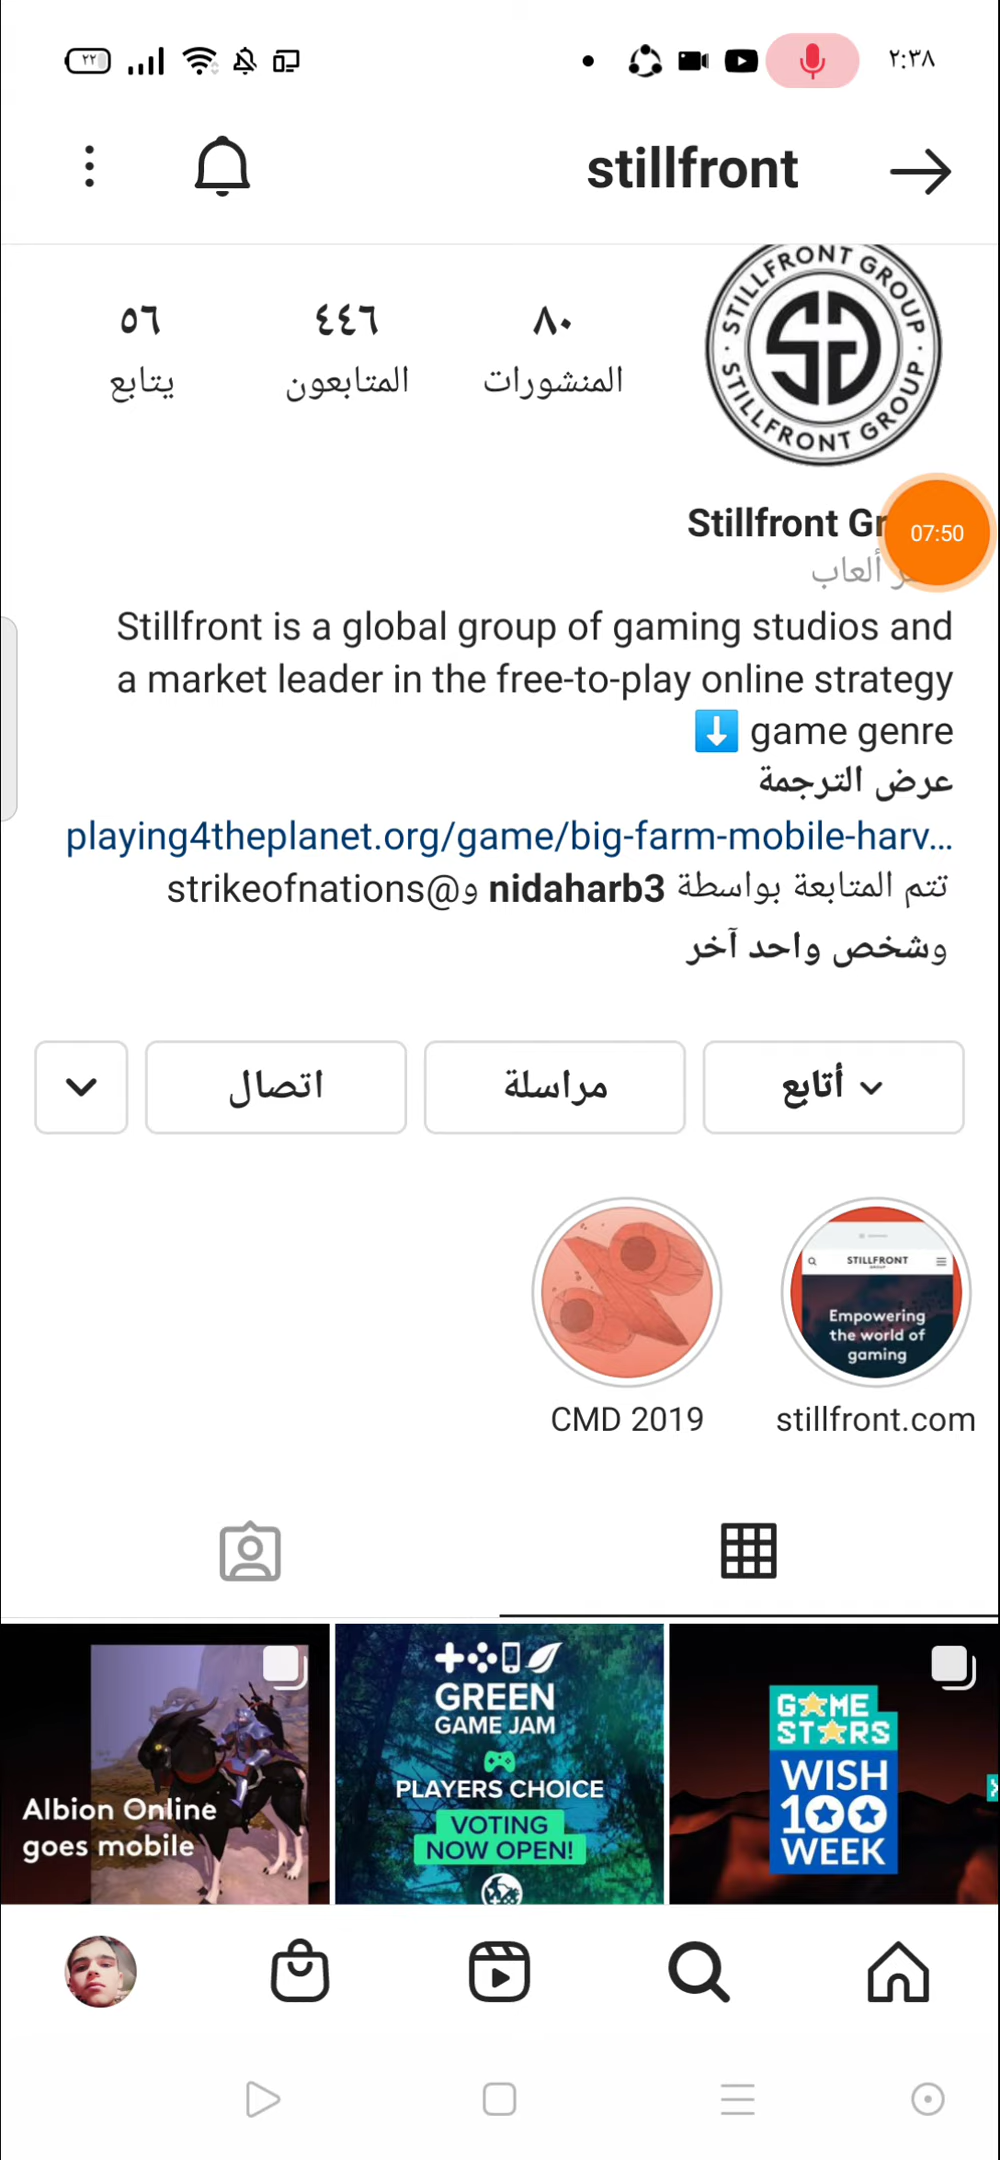 ٢:٣٨
٢٢
stillfront
STILLFRONT GROUP · STILLFRONT GROUP ·
٨٠
٤٤٦
٥٦
المنشورات
المتابعون
يتابع
Stillfront
07:50
ألعاب
Stillfront is a global group of gaming studios and
a market leader in the free-to-play online strategy
game genre ⬇️
عرض الترجمة
playing4theplanet.org/game/big-farm-mobile-harv...
تتم المتابعة بواسطة nidaharb3 و@strikeofnations
وشخص واحد آخر
أتابع
مراسلة
اتصال
STILLFRONT
GROUP
Empowering
the world of
gaming
stillfront.com
CMD 2019
GAME
STARS
WISH
100
WEEK
GREEN
GAME JAM
PLAYERS CHOICE
VOTING
NOW OPEN!
Albion Online
goes mobile